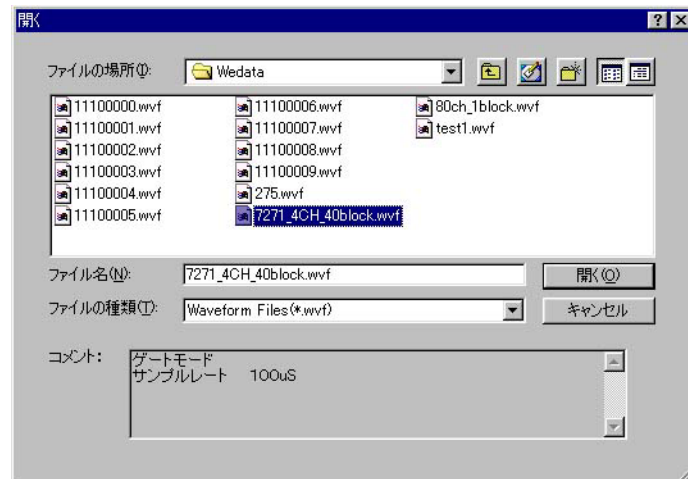 開く
ファイルの場所(I):
Wedata
11100000.wvf
11100001.wvf
11100002.wvf
11100003.wvf
11100004.wvf
11100005.wvf
11100006.wvf
11100007.wvf
11100008.wvf
11100009.wvf
275.wvf
7271_4CH_40block.wvf
80ch_1block.wvf
test1.wvf
ファイル名(N):
7271_4CH_40block.wvf
開く(O)
ファイルの種類(T):
Waveform Files(*.wvf)
キャンセル
コメント:
ゲートモード
サンプルレート 100uS